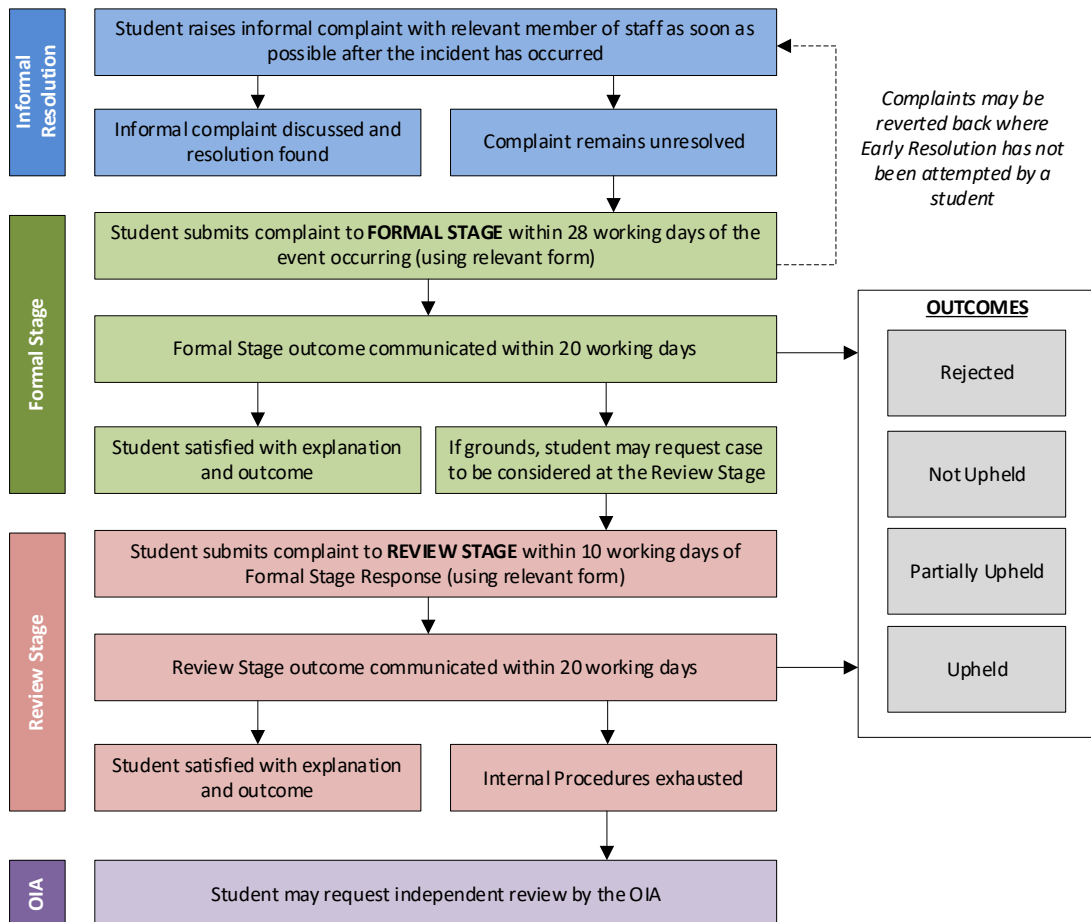 Informal
Resolution
Student raises informal complaint with relevant member of staff as soon as
possible after the incident has occurred
Informal complaint discussed and
resolution found
Complaint remains unresolved
Complaints may be
reverted back where
Early Resolution has not
been attempted by a
student
Formal Stage
Student submits complaint to FORMAL STAGE within 28 working days of the
event occurring (using relevant form)
Formal Stage outcome communicated within 20 working days
Student satisfied with explanation
and outcome
If grounds, student may request case
to be considered at the Review Stage
OUTCOMES
Rejected
Not Upheld
Partially Upheld
Upheld
Review Stage
Student submits complaint to REVIEW STAGE within 10 working days of
Formal Stage Response (using relevant form)
Review Stage outcome communicated within 20 working days
Student satisfied with explanation
and outcome
Internal Procedures exhausted
OIA
Student may request independent review by the OIA